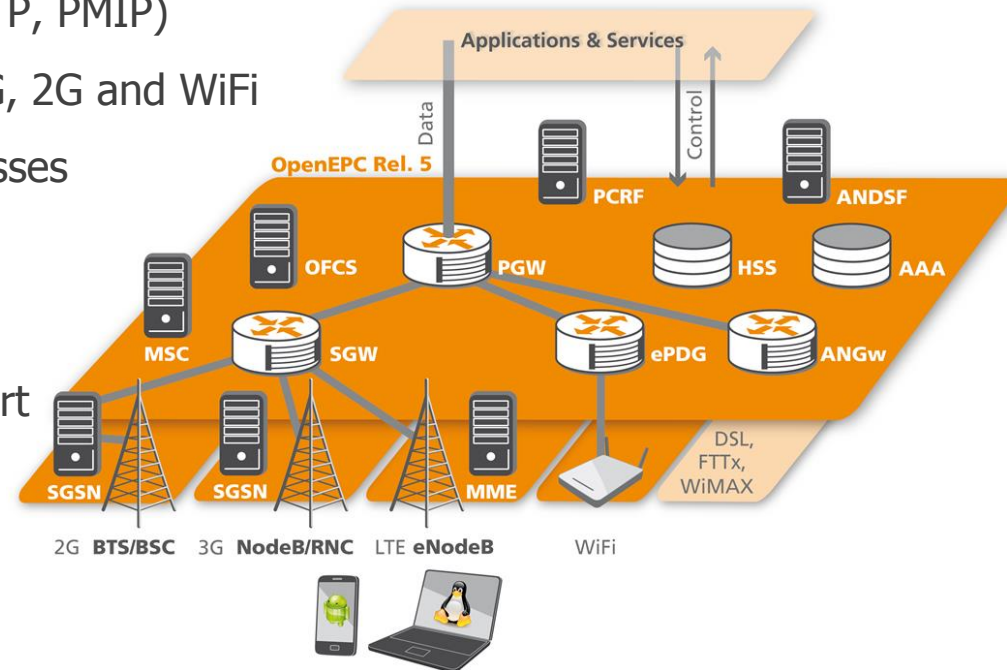 P, PMIP)
, 2G and WiFi
sses
rt
Applications & Services
Data
Control
OpenEPC Rel. 5
PCRF
ANDSF
OFCS
PGW
HSS
AAA
MSC
SGW
ePDG
ANGw
SGSN
SGSN
MME
DSL,
FTTx,
WiMAX
2G BTS/BSC
3G NodeB/RNC
LTE eNodeB
WiFi